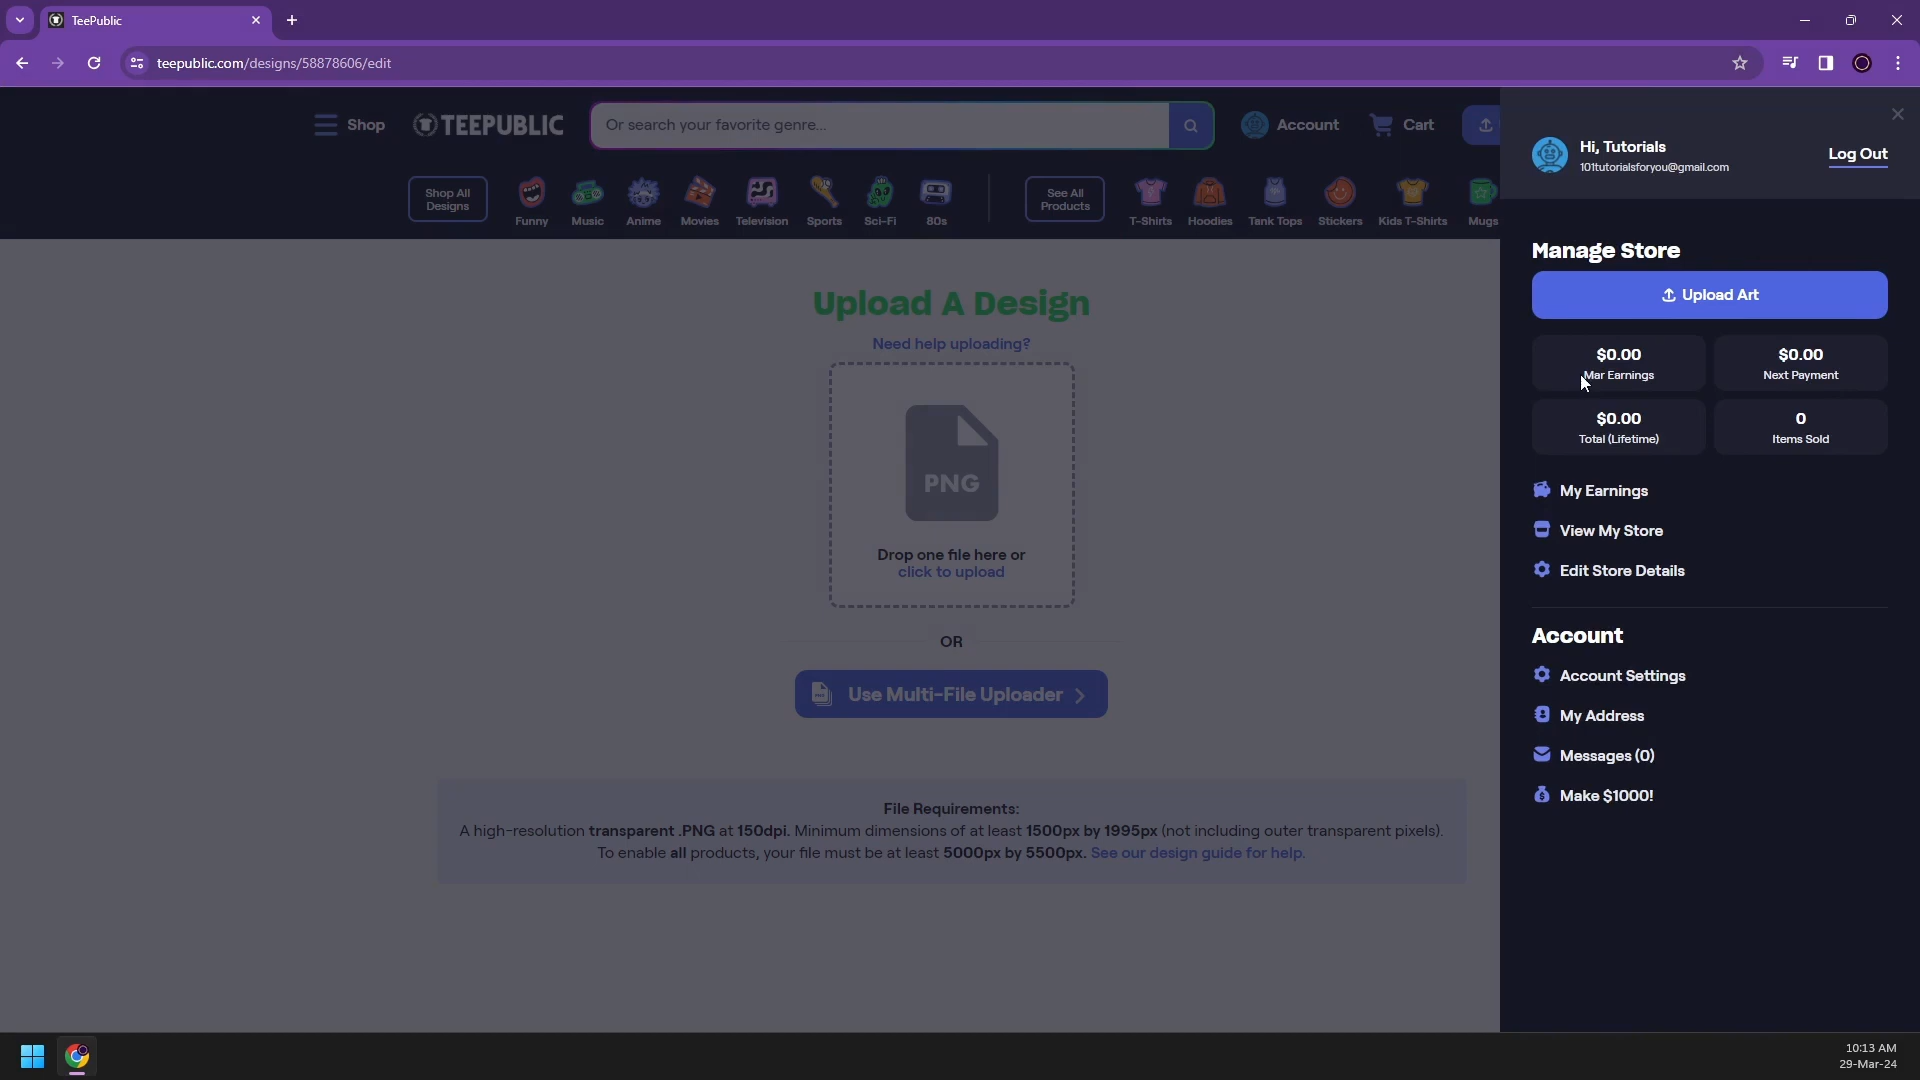 TeePublic
teepublic.com/designs/58878606/edit
Shop
TEEPUBLIC
Or search your favorite genre...
Account
Cart
Shop All
Designs
Funny
Music
Anime
Movies
Television
Sports
Sci-Fi
80s
See All
Products
T-Shirts
Hoodies
Tank Tops
Stickers
Kids T-Shirts
Mugs
Upload A Design
Need help uploading?
PNG
Drop one file here or
click to upload
OR
Use Multi-File Uploader
File Requirements:
A high-resolution transparent .PNG at 150dpi. Minimum dimensions of at least 1500px by 1995px (not including outer transparent pixels).
To enable all products, your file must be at least 5000px by 5500px. See our design guide for help.
Hi, Tutorials
101tutorialsforyou@gmail.com
Log Out
Manage Store
Upload Art
$0.00
Mar Earnings
$0.00
Next Payment
$0.00
Total (Lifetime)
0
Items Sold
My Earnings
View My Store
Edit Store Details
Account
Account Settings
My Address
Messages (0)
Make $1000!
10:13 AM
29-Mar-24